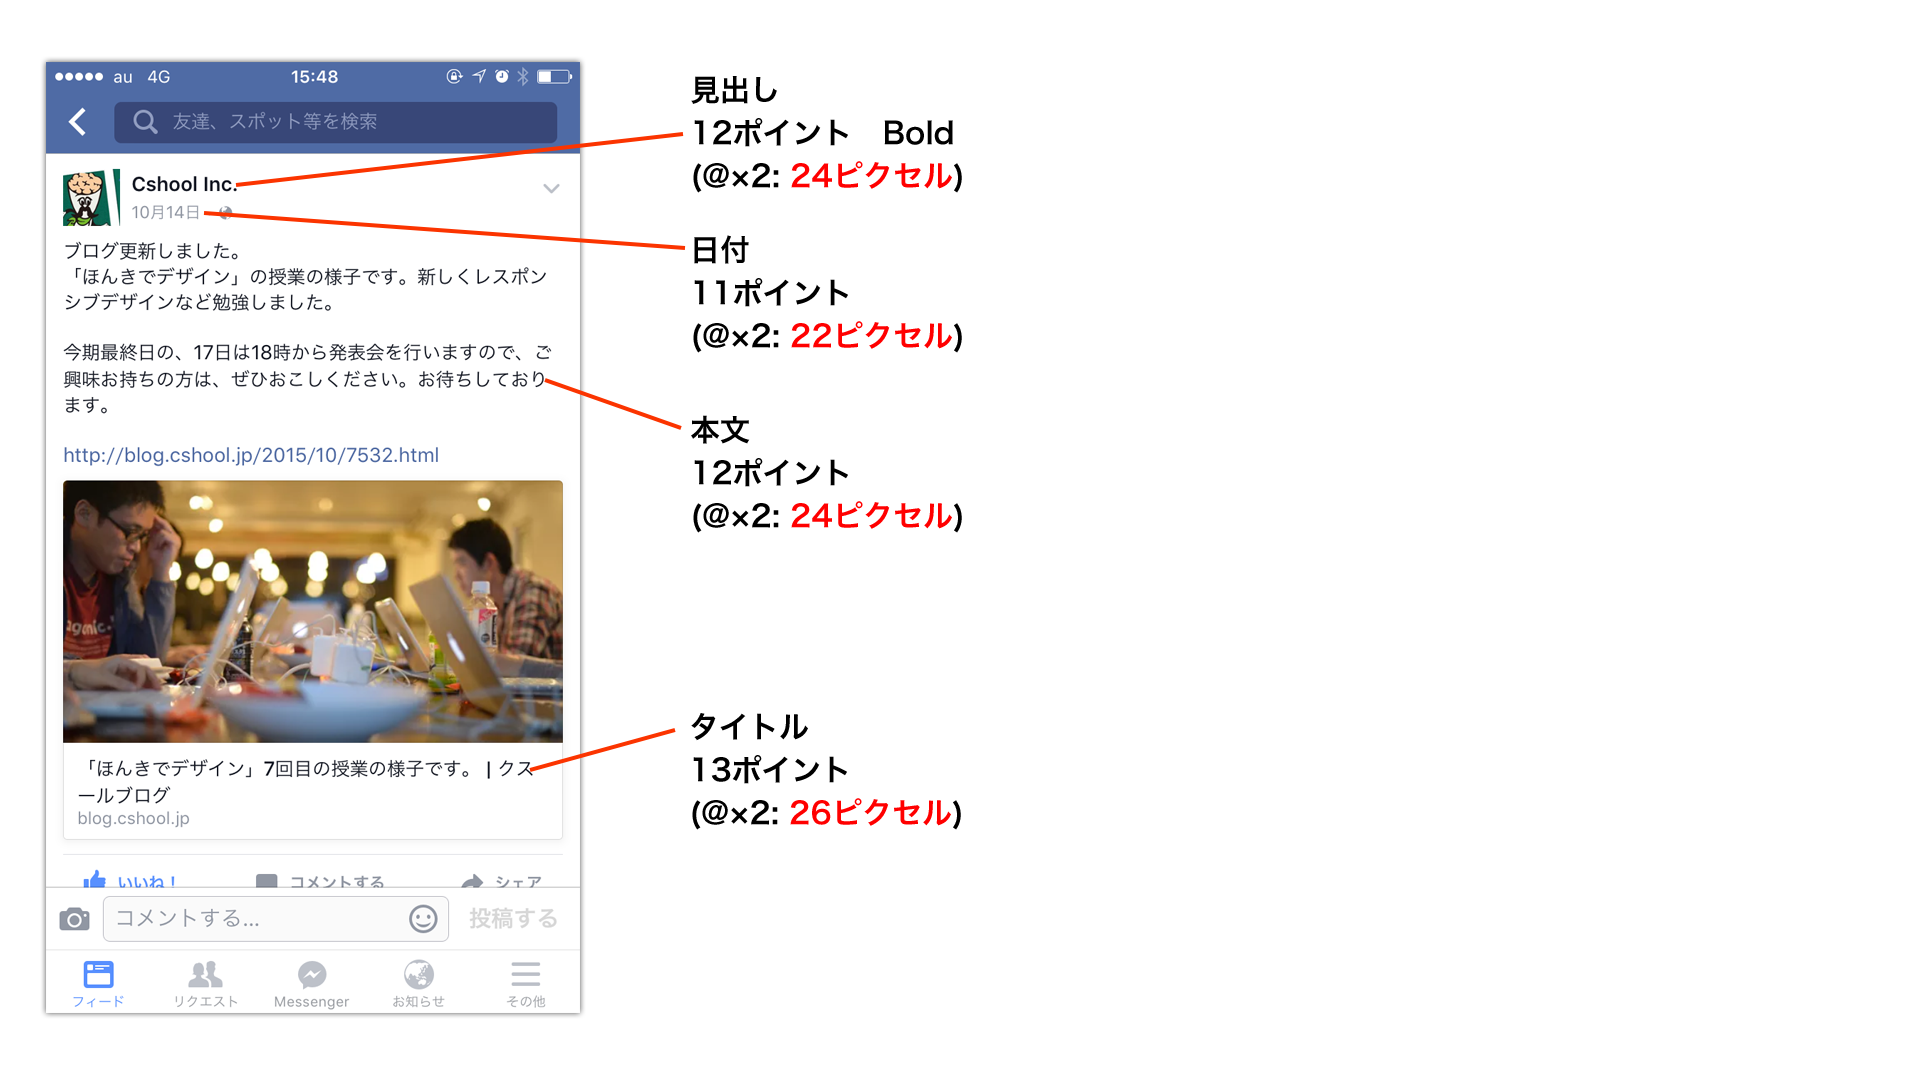 au 4G 15:48
友達、スポット等を検索
Cshool Inc.
10月14日
ブログ更新しました。
「ほんきでデザイン」の授業の様子です。新しくレスポン
シブデザインなど勉強しました。
今期最終日の、17日は18時から発表会を行いますので、ご
興味お持ちの方は、ぜひおこしください。お待ちしており
ます。
http://blog.cshool.jp/2015/10/7532.html
「ほんきでデザイン」7回目の授業の様子です。 | クス
ールブログ
blog.cshool.jp
いいね！ コメントする シェア
コメントする... 投稿する
フィード リクエスト Messenger お知らせ その他
見出し
12ポイント　Bold
(@×2: 24ピクセル)
日付
11ポイント
(@×2: 22ピクセル)
本文
12ポイント
(@×2: 24ピクセル)
タイトル
13ポイント
(@×2: 26ピクセル)